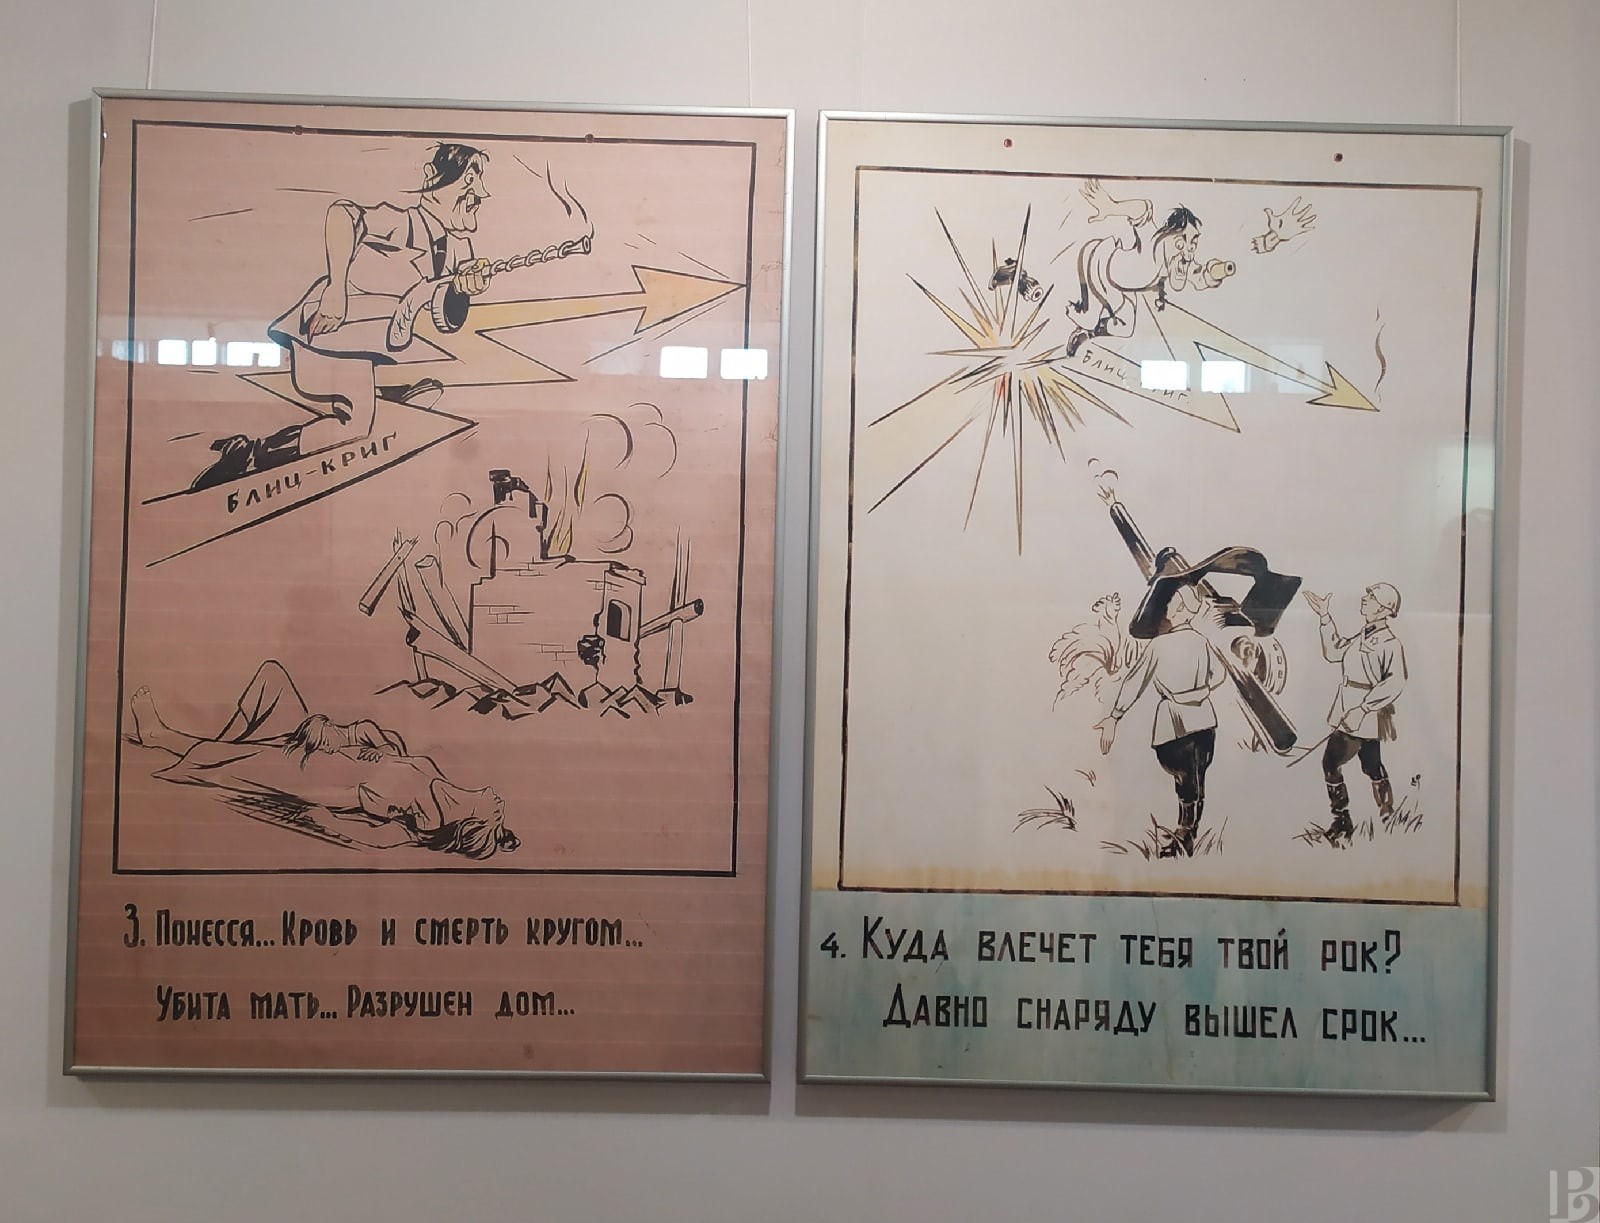 БЛИЦ-КРИГ
3. Понесся... Кровь и смерть кругом...
Убита мать... Разрушен дом...
БЛИЦ-КРИГ
4. Куда влечет тебя твой рок?
Давно снаряду вышел срок...